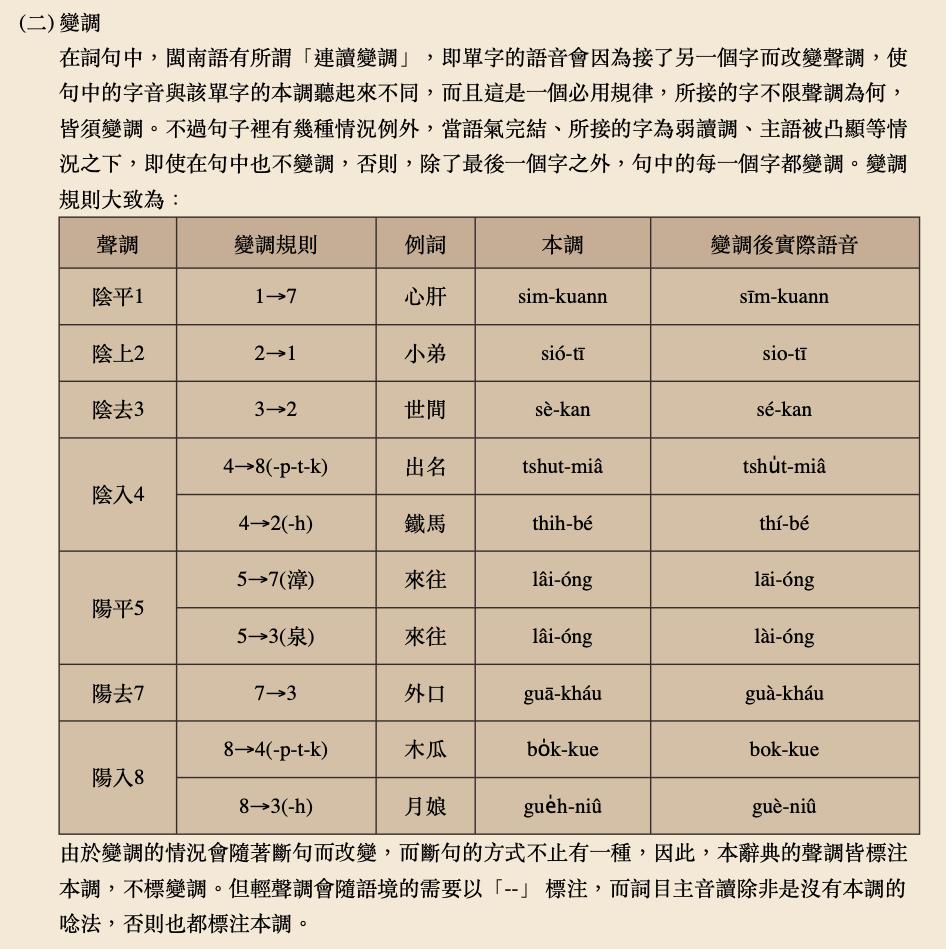 (二) 變調
在詞句中，閩南語有所謂「連讀變調」，即單字的語音會因為接了另一個字而改變聲調，使
句中的字音與該單字的本調聽起來不同，而且這是一個必用規律，所接的字不限聲調為何，
皆須變調。不過句子裡有幾種情況例外，當語氣完結、所接的字為弱讀調、主語被凸顯等情
況之下，即使在句中也不變調，否則，除了最後一個字之外，句中的每一個字都變調。變調
規則大致為：
聲調 變調規則 例詞 本調 變調後實際語音
陰平1 1→7 心肝 sim-kuann sīm-kuann
陰上2 2→1 小弟 sió-tī sio-tī
陰去3 3→2 世間 sè-kan sé-kan
陰入4 4→8(-p-t-k) 出名 tshut-miâ tshu̍t-miâ
4→2(-h) 鐵馬 thih-bé thí-bé
陽平5 5→7(漳) 來往 lâi-óng lāi-óng
5→3(泉) 來往 lâi-óng lài-óng
陽去7 7→3 外口 guā-kháu guà-kháu
陽入8 8→4(-p-t-k) 木瓜 bo̍k-kue bok-kue
8→3(-h) 月娘 gue̍h-niû guè-niû
由於變調的情況會隨著斷句而改變，而斷句的方式不止有一種，因此，本辭典的聲調皆標注
本調，不標變調。但輕聲調會隨語境的需要以「--」 標注，而詞目主音讀除非是沒有本調的
唸法，否則也都標注本調。